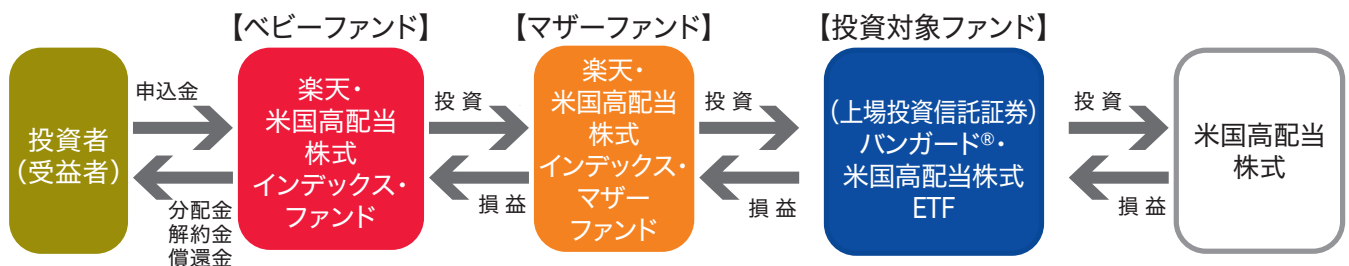 【ベビーファンド】
【マザーファンド】
【投資対象ファンド】
投資者
(受益者)
申込金
分配金
解約金
償還金
楽天・
米国高配当
株式
インデックス・
ファンド
投 資
損 益
楽天・
米国高配当
株式
インデックス・
マザー
ファンド
投 資
損 益
(上場投資信託証券)
バンガード®・
米国高配当株式
ETF
投 資
損 益
米国高配当
株式